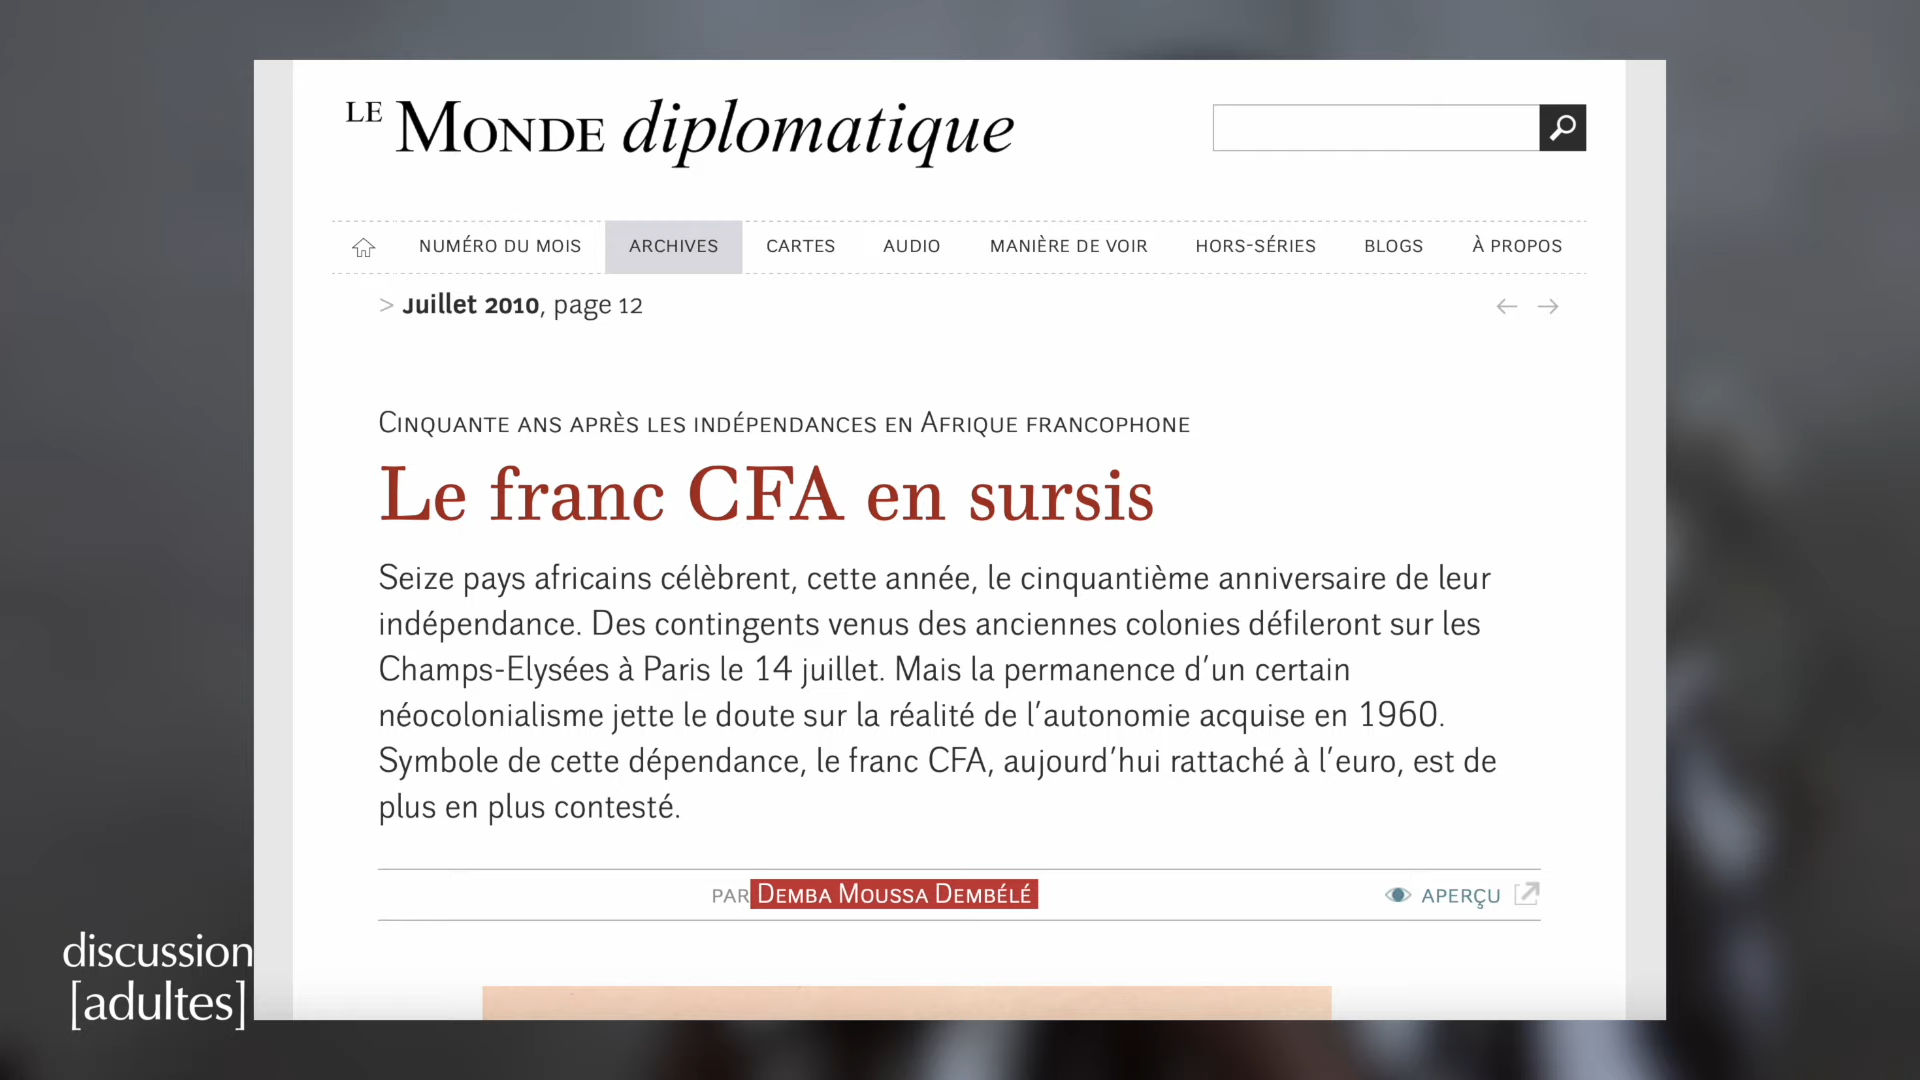 LE MONDE diplomatique
NUMÉRO DU MOIS ARCHIVES CARTES AUDIO MANIÈRE DE VOIR HORS-SÉRIES BLOGS À PROPOS
> Juillet 2010, page 12
CINQUANTE ANS APRÈS LES INDÉPENDANCES EN AFRIQUE FRANCOPHONE
Le franc CFA en sursis
Seize pays africains célèbrent, cette année, le cinquantième anniversaire de leur
indépendance. Des contingents venus des anciennes colonies défileront sur les
Champs-Elysées à Paris le 14 juillet. Mais la permanence d’un certain
néocolonialisme jette le doute sur la réalité de l’autonomie acquise en 1960.
Symbole de cette dépendance, le franc CFA, aujourd’hui rattaché à l’euro, est de
plus en plus contesté.
PAR DEMBA MOUSSA DEMBÉLÉ APERÇU
discussion
[adultes]